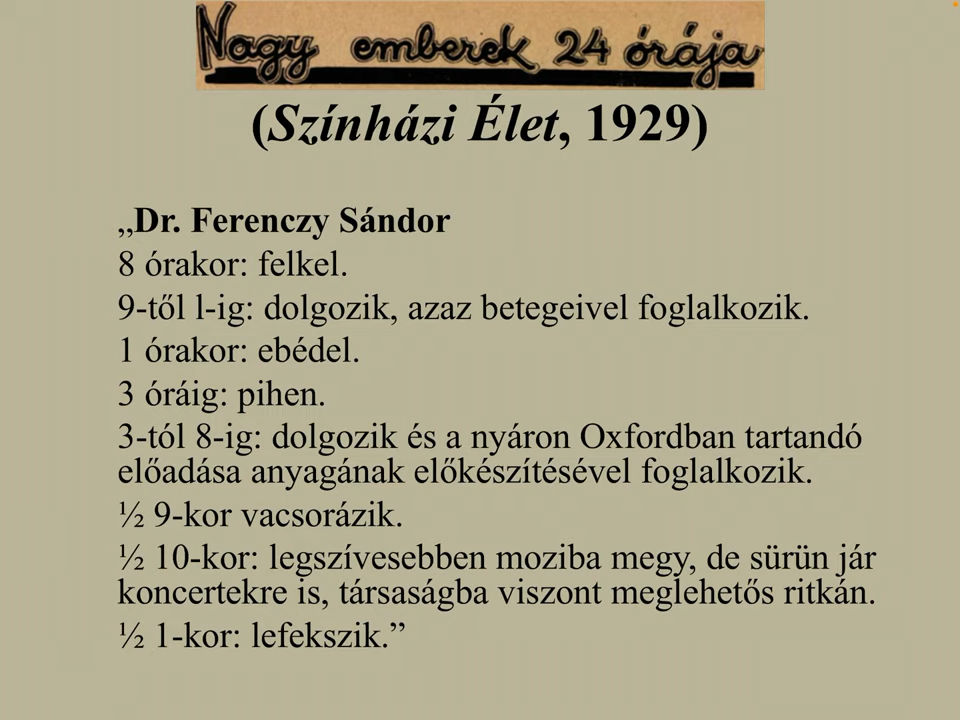 Nagy emberek 24 órája
(Színházi Élet, 1929)
„Dr. Ferenczy Sándor
8 órakor: felkel.
9-től l-ig: dolgozik, azaz betegeivel foglalkozik.
1 órakor: ebédel.
3 óráig: pihen.
3-tól 8-ig: dolgozik és a nyáron Oxfordban tartandó
előadása anyagának előkészítésével foglalkozik.
½ 9-kor vacsorázik.
½ 10-kor: legszívesebben moziba megy, de sürün jár
koncertekre is, társaságba viszont meglehetős ritkán.
½ 1-kor: lefekszik.”